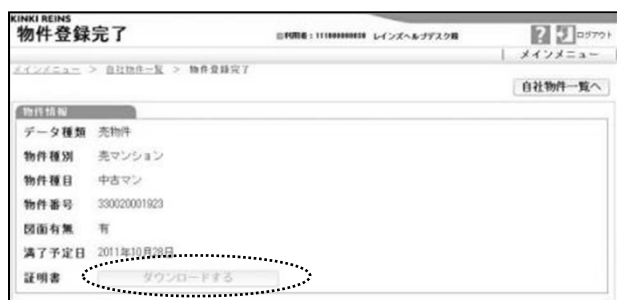 KINKI REINS
物件登録完了
利用者:111800000030 レインズヘルプデスク殿
? ログアウト
| メインメニュー |
メインメニュー > 自社物件一覧 > 物件登録完了
自社物件一覧へ
物件情報
データ種類 売物件
物件種別 売マンション
物件種目 中古マン
物件番号 330020001923
図面有無 有
満了予定日 2011年10月28日
証明書 ダウンロードする